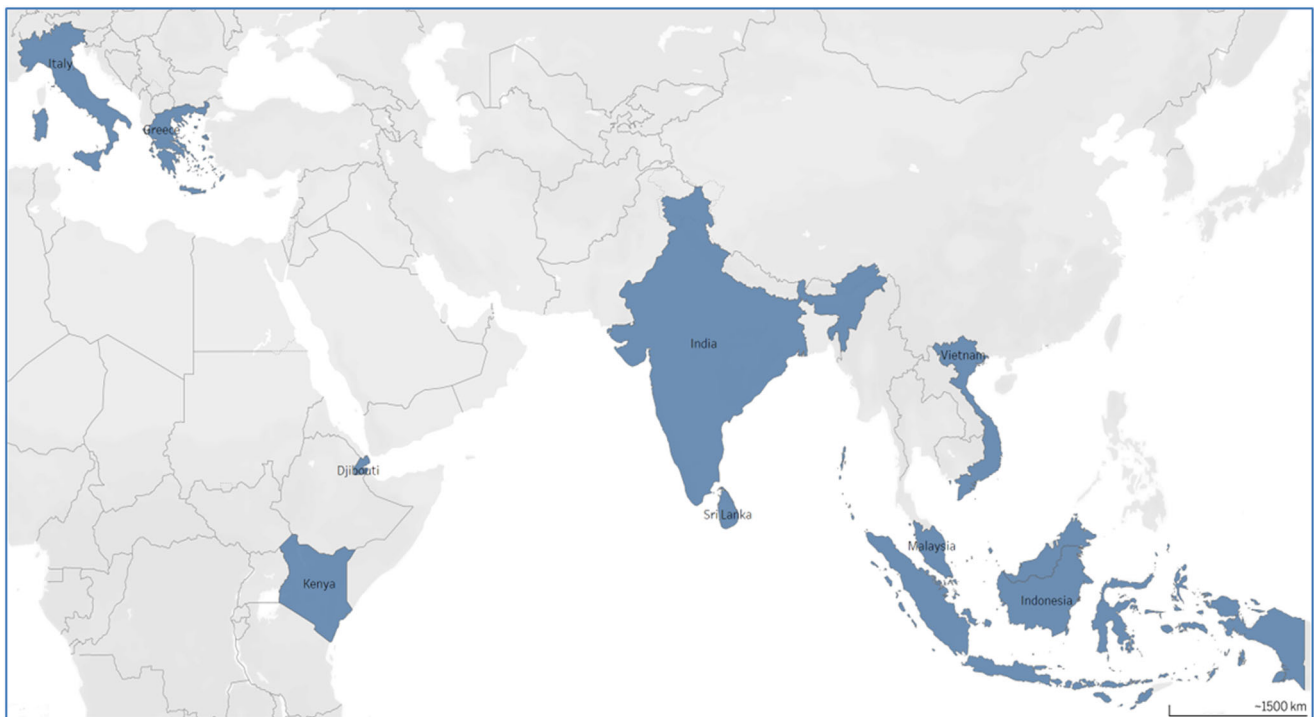 Italy
Greece
India
Vietnam
Djibouti
Sri Lanka
Malaysia
Kenya
Indonesia
~1500 km